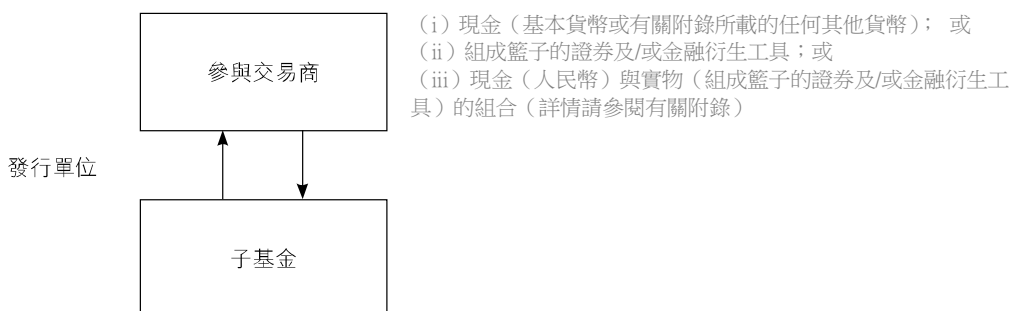 （i）現金（基本貨幣或有關附錄所載的任何其他貨幣）； 或
（ii）組成籃子的證券及/或金融衍生工具；或
（iii）現金（人民幣）與實物（組成籃子的證券及/或金融衍生工
具）的組合（詳情請參閱有關附錄）
參與交易商
發行單位
子基金